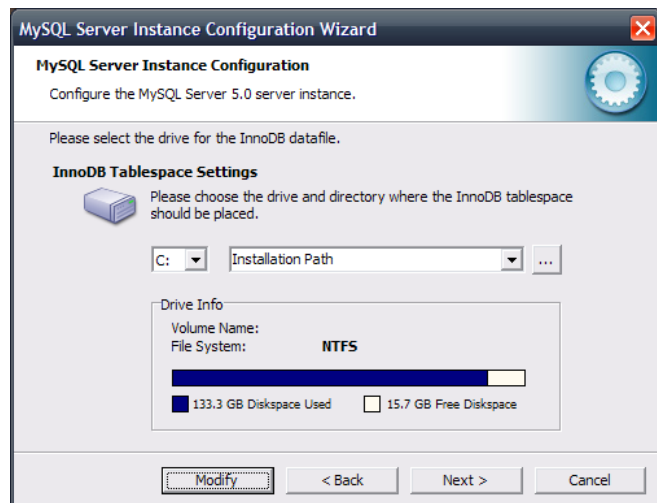 MySQL Server Instance Configuration Wizard
MySQL Server Instance Configuration
Configure the MySQL Server 5.0 server instance.
Please select the drive for the InnoDB datafile.
InnoDB Tablespace Settings
Please choose the drive and directory where the InnoDB tablespace
should be placed.
C: Installation Path ...
Drive Info
Volume Name:
File System: NTFS
133.3 GB Diskspace Used 15.7 GB Free Diskspace
Modify < Back Next > Cancel